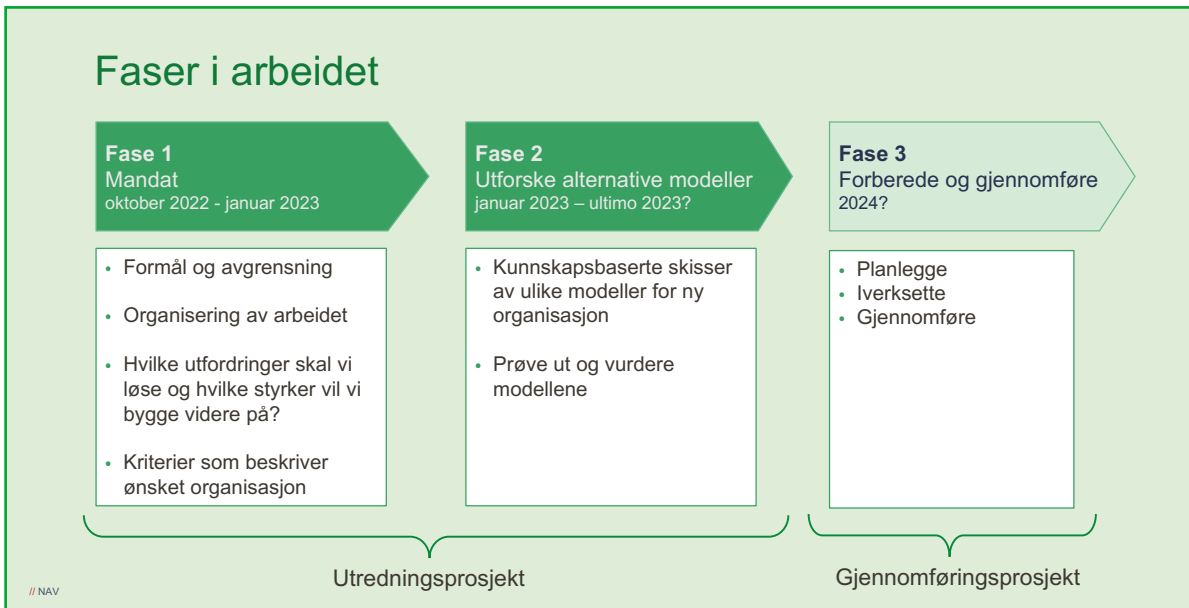 Faser i arbeidet
Fase 1
Mandat
oktober 2022 - januar 2023
Fase 2
Utforske alternative modeller
januar 2023 – ultimo 2023?
Fase 3
Forberede og gjennomføre
2024?
• Formål og avgrensning
• Organisering av arbeidet
• Hvilke utfordringer skal vi
løse og hvilke styrker vil vi
bygge videre på?
• Kriterier som beskriver
ønsket organisasjon
• Kunnskapsbaserte skisser
av ulike modeller for ny
organisasjon
• Prøve ut og vurdere
modellene
• Planlegge
• Iverksette
• Gjennomføre
Utredningsprosjekt
Gjennomføringsprosjekt
// NAV